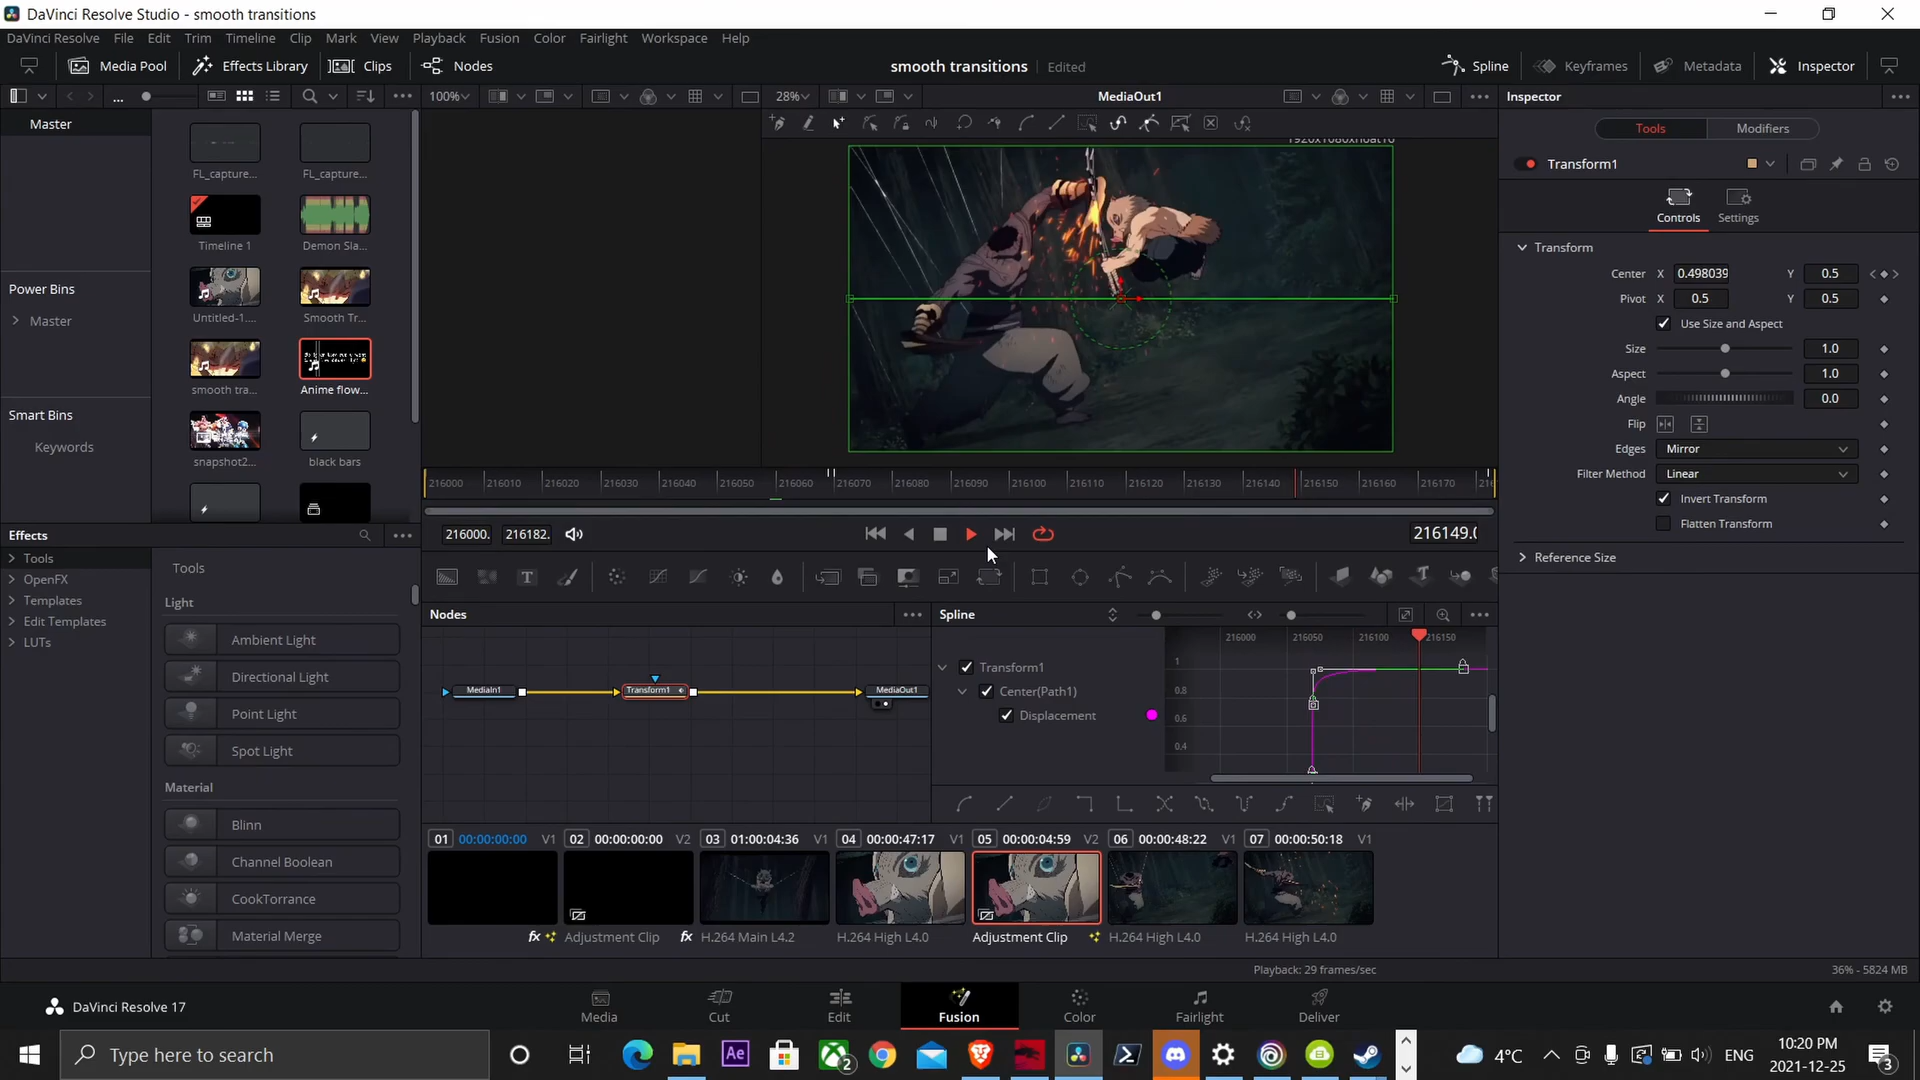 DaVinci Resolve Studio - smooth transitions
DaVinci Resolve File Edit Trim Timeline Clip Mark View Playback Fusion Color Fairlight Workspace Help
Media Pool Effects Library Clips Nodes smooth transitions Edited Spline Keyframes Metadata Inspector
... 100% 28% MediaOut1 Inspector
Master
Tools Modifiers
Transform1
FL_capture... FL_capture...
Controls Settings
Timeline 1 Demon Sla...
Transform
Center X 0.498039 Y 0.5
Power Bins
Pivot X 0.5 Y 0.5
Master
Untitled-1.... Smooth Tr...
Use Size and Aspect
Size 1.0
Aspect 1.0
smooth tra... Anime flow...
Angle 0.0
Smart Bins
Flip
Keywords
Edges Mirror
snapshot2... black bars
Filter Method Linear
216000 216010 216020 216030 216040 216050 216060 216070 216080 216090 216100 216110 216120 216130 216140 216150 216160 216170
Invert Transform
Flatten Transform
Effects
216000. 216182. 216149.0
Reference Size
Tools
OpenFX
Templates
Edit Templates
LUTs
Tools
Light
Ambient Light
Directional Light
Point Light
Spot Light
Material
Blinn
Channel Boolean
CookTorrance
Material Merge
Nodes
MediaIn1 Transform1 MediaOut1
Spline
216000 216050 216100 216150
Transform1
Center(Path1)
Displacement
1
0.8
0.6
0.4
01 00:00:00:00 V1 02 00:00:00:00 V2 03 01:00:04:36 V1 04 00:00:47:17 V1 05 00:00:04:59 V2 06 00:00:48:22 V1 07 00:00:50:18 V1
fx Adjustment Clip fx H.264 Main L4.2 H.264 High L4.0 Adjustment Clip H.264 High L4.0 H.264 High L4.0
Playback: 29 frames/sec 36% - 5824 MB
DaVinci Resolve 17 Media Cut Edit Fusion Color Fairlight Deliver
Type here to search
Ae 2 4°C ENG 10:20 PM
2021-12-25 3